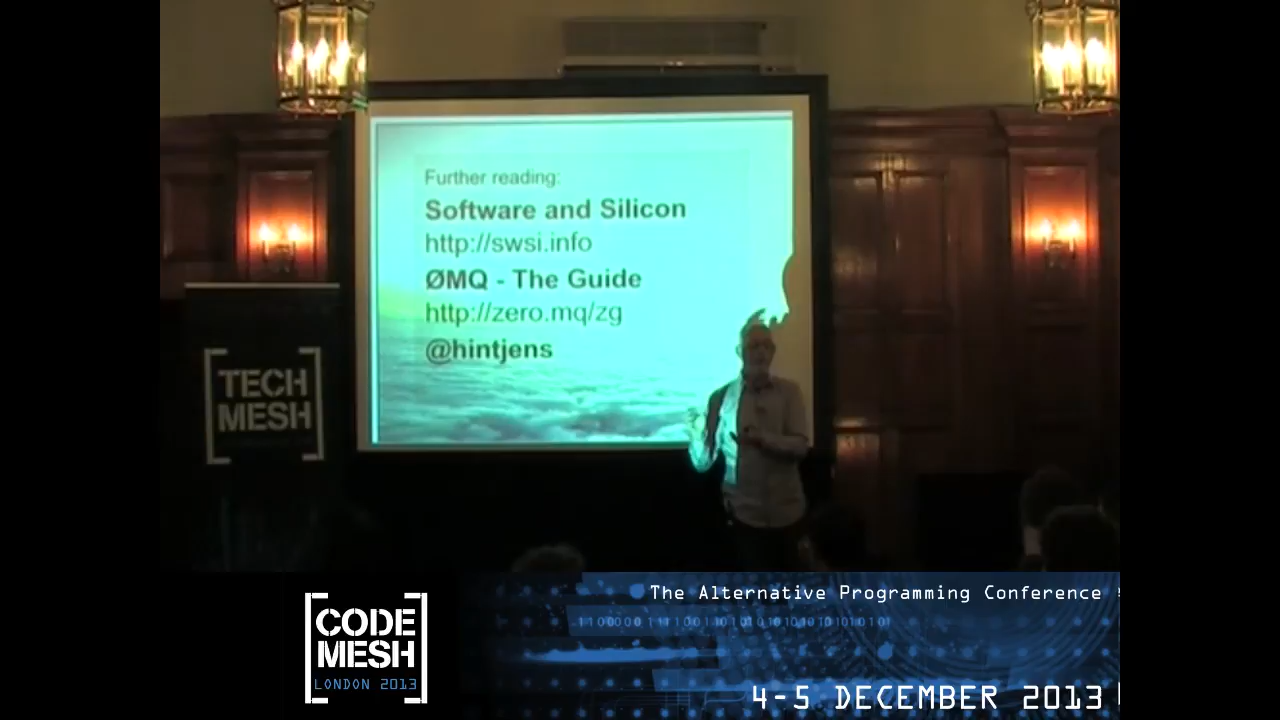 Further reading:
Software and Silicon
http://swsi.info
ØMQ - The Guide
http://zero.mq/zg
@hintjens
TECH
MESH
CODE
MESH
LONDON 2013
The Alternative Programming Conference
4-5 DECEMBER 2013